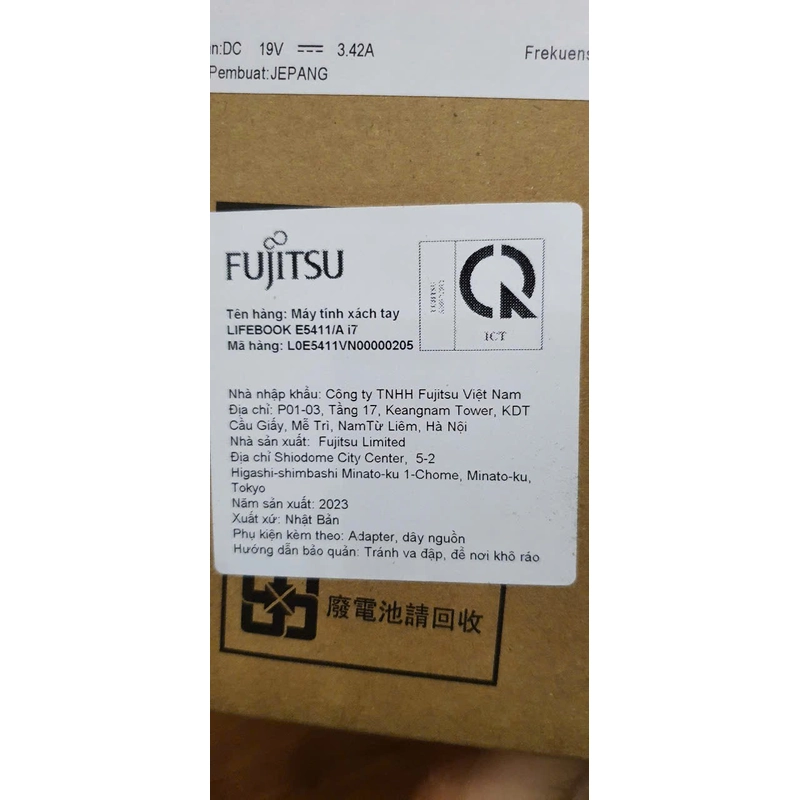 DC 19V 3.42A
Frekuens
Pembuat:JEPANG
FUJITSU
ICT
Tên hàng: Máy tính xách tay
LIFEBOOK E5411/A i7
Mã hàng: L0E5411VN00000205
Nhà nhập khẩu: Công ty TNHH Fujitsu Việt Nam
Địa chỉ: P01-03, Tầng 17, Keangnam Tower, KDT
Cầu Giấy, Mễ Trì, NamTừ Liêm, Hà Nội
Nhà sản xuất: Fujitsu Limited
Địa chỉ Shiodome City Center, 5-2
Higashi-shimbashi Minato-ku 1-Chome, Minato-ku,
Tokyo
Năm sản xuất: 2023
Xuất xứ: Nhật Bản
Phụ kiện kèm theo: Adapter, dây nguồn
Hướng dẫn bảo quản: Tránh va đập, để nơi khô ráo
廢電池請回收